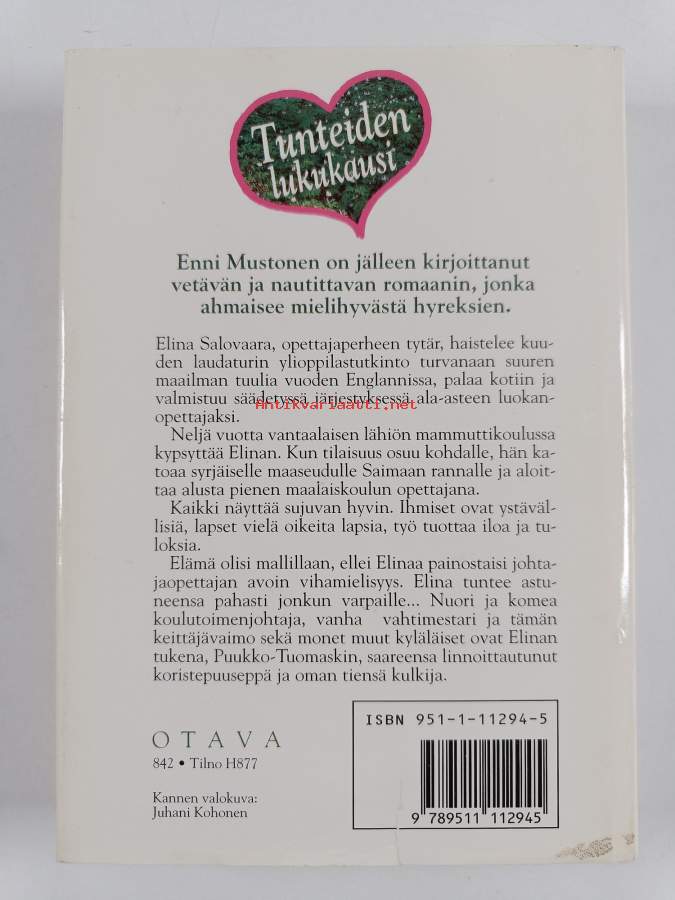 Tunteiden
lukukausi
Enni Mustonen on jälleen kirjoittanut
vetävän ja nautittavan romaanin, jonka
ahmaisee mielihyvästä hyreksien.
Elina Salovaara, opettajaperheen tytär, haistelee kuu-
den laudaturin ylioppilastutkinto turvanaan suuren
maailman tuulia vuoden Englannissa, palaa kotiin ja
valmistuu säädetyssä järjestyksessä ala-asteen luokan-
Antikvariaatti.net
opettajaksi.
Neljä vuotta vantaalaisen lähiön mammuttikoulussa
kypsyttää Elinan. Kun tilaisuus osuu kohdalle, hän ka-
toaa syrjäiselle maaseudulle Saimaan rannalle ja aloit-
taa alusta pienen maalaiskoulun opettajana.
Kaikki näyttää sujuvan hyvin. Ihmiset ovat ystäväl-
lisiä, lapset vielä oikeita lapsia, työ tuottaa iloa ja tu-
loksia.
Elämä olisi mallillaan, ellei Elinaa painostaisi johta-
jaopettajan avoin vihamielisyys. Elina tuntee astu-
neensa pahasti jonkun varpaille... Nuori ja komea
koulutoimenjohtaja, vanha vahtimestari ja tämän
keittäjävaimo sekä monet muut kyläläiset ovat Elinan
tukena, Puukko-Tuomaskin, saareensa linnoittautunut
koristepuuseppä ja oman tiensä kulkija.
ISBN 951-1-11294-5
OTAVA
842 • Tilno H877
Kannen valokuva:
Juhani Kohonen
9 789511 112945